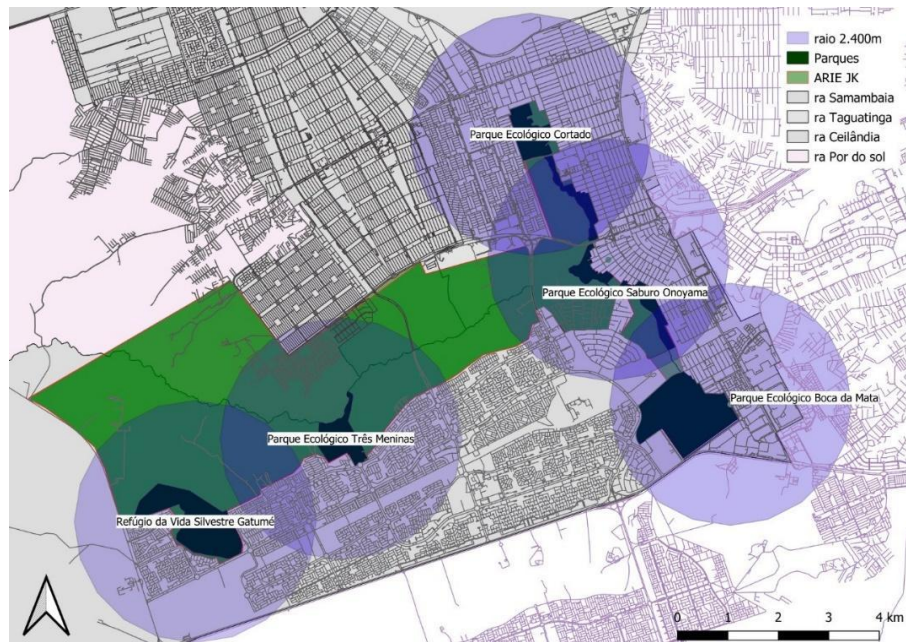 raio 2.400m
Parques
ARIE JK
ra Samambaia
ra Taguatinga
ra Ceilândia
ra Por do sol
Parque Ecológico Cortado
Parque Ecológico Saburo Onoyama
Parque Ecológico Boca da Mata
Parque Ecológico Três Meninas
Refúgio da Vida Silvestre Gatumé
0 1 2 3 4 km